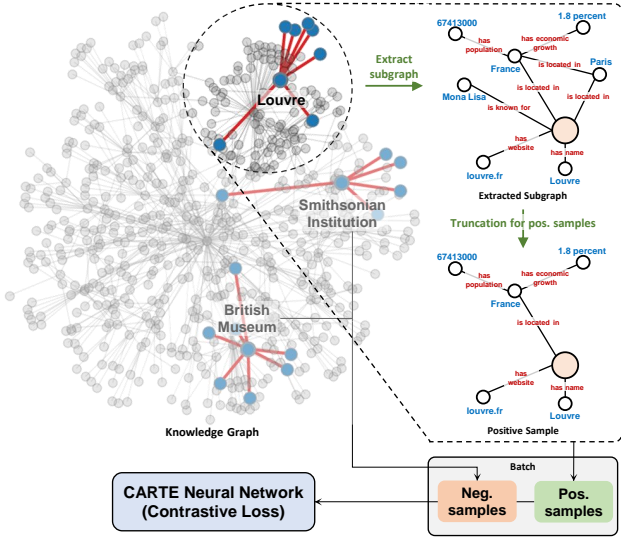 Louvre
Smithsonian
Institution
British
Museum
Knowledge Graph
Extract
subgraph
67413000
1.8 percent
has
population
has economic
growth
France
is located in
Paris
is located in
Mona Lisa
is known for
is located in
has
website
has name
louvre.fr
Louvre
Extracted Subgraph
Truncation for pos. samples
67413000
1.8 percent
has
population
has economic
growth
France
is located in
has
website
has name
louvre.fr
Louvre
Positive Sample
Batch
Neg.
samples
Pos.
samples
CARTE Neural Network
(Contrastive Loss)